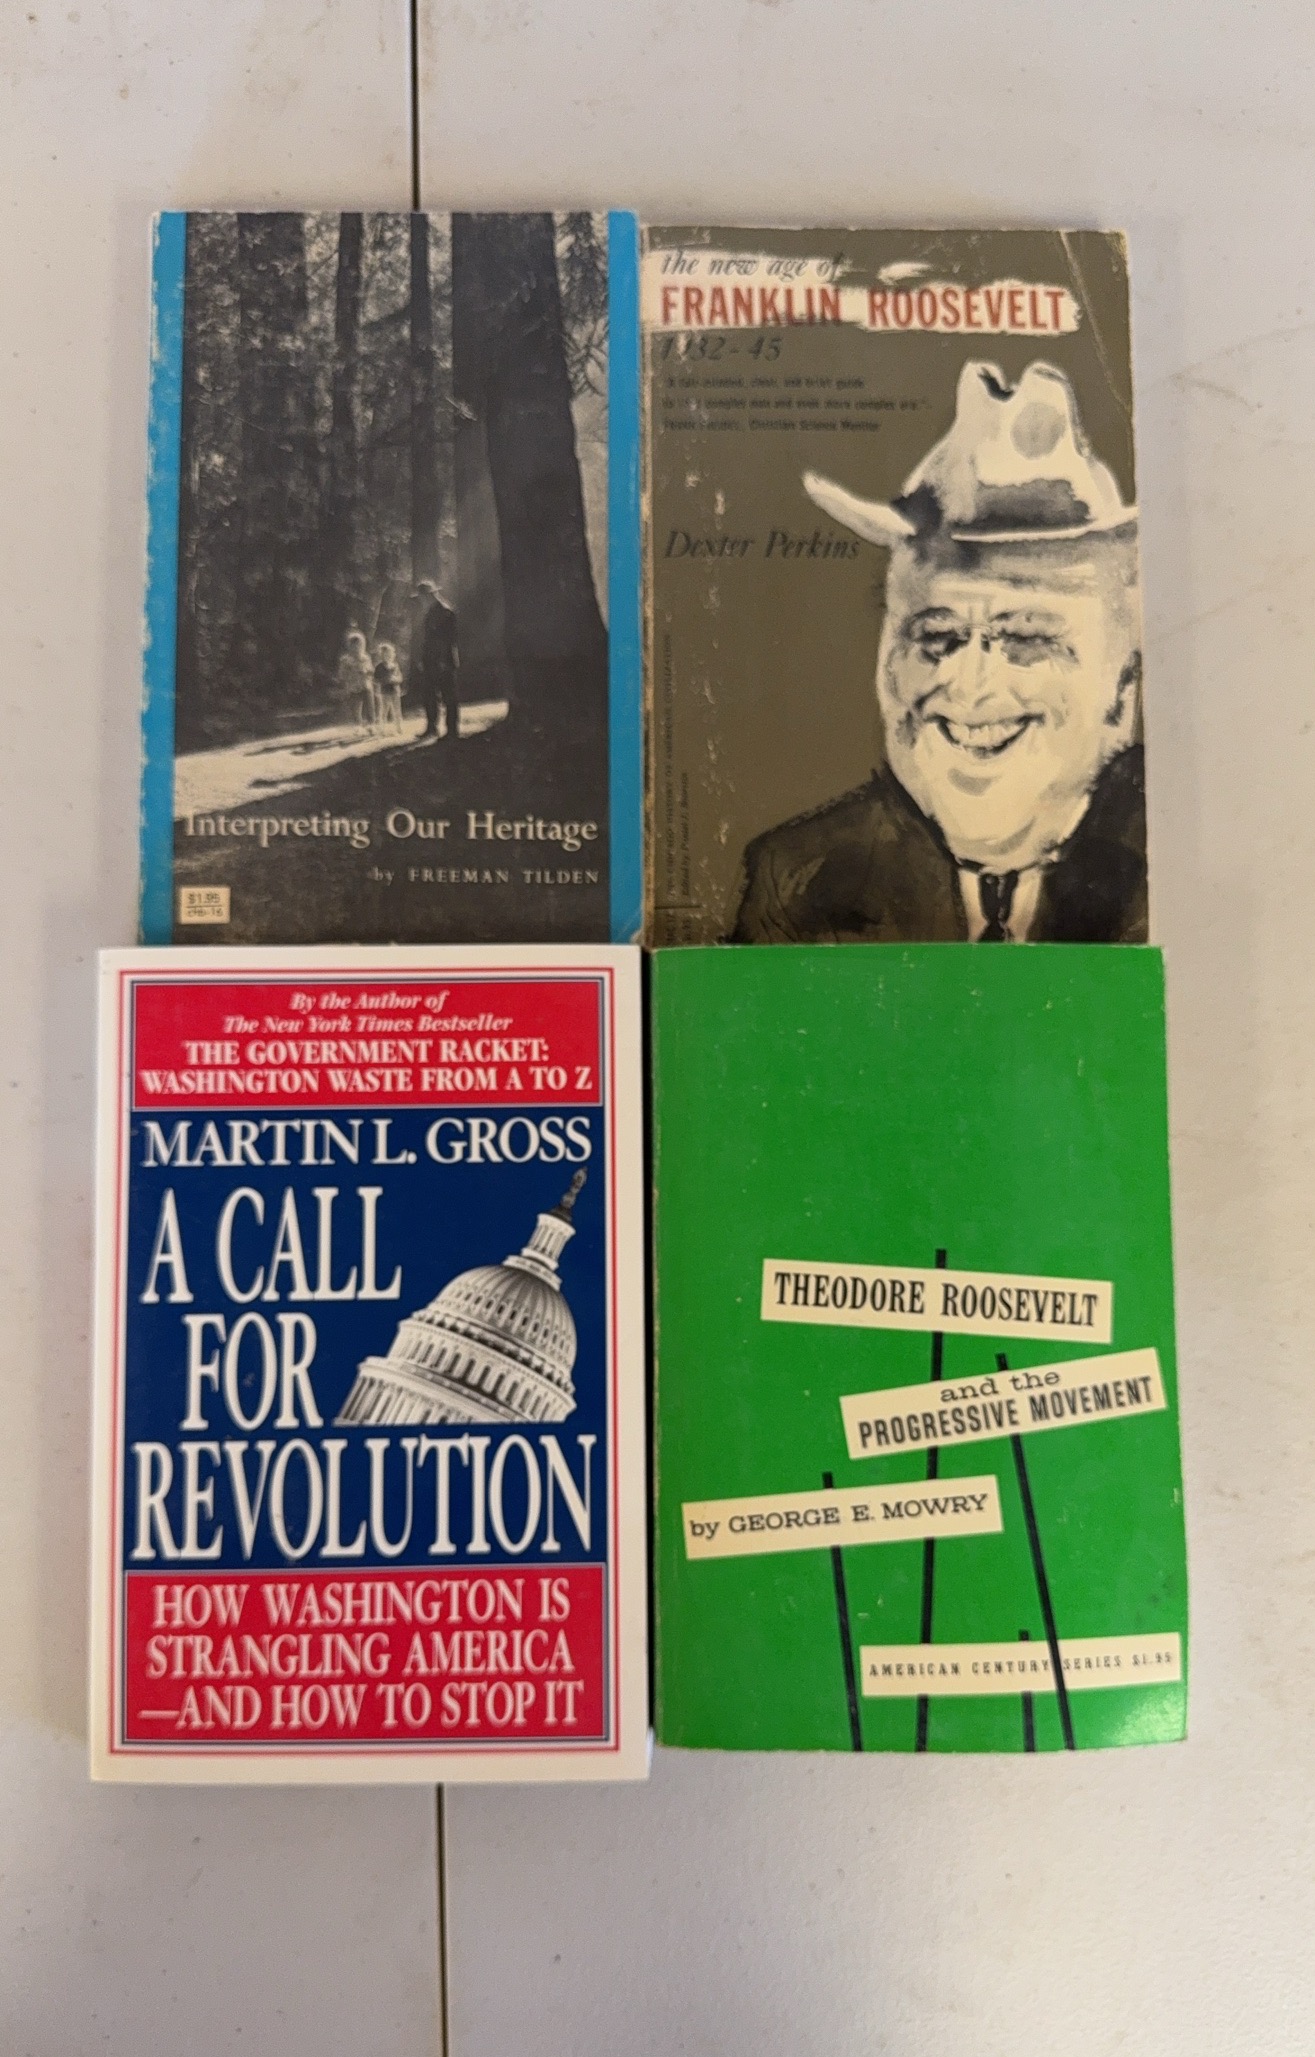 Interpreting Our Heritage
by FREEMAN TILDEN
$1.95
the new age of
FRANKLIN ROOSEVELT
1932-45
Christian Science Monitor
Dexter Perkins
By the Author of
The New York Times Bestseller
THE GOVERNMENT RACKET:
WASHINGTON WASTE FROM A TO Z
MARTIN L. GROSS
A CALL
FOR
REVOLUTION
HOW WASHINGTON IS
STRANGLING AMERICA
—AND HOW TO STOP IT
THEODORE ROOSEVELT
and the
PROGRESSIVE MOVEMENT
by GEORGE E. MOWRY
AMERICAN CENTURY SERIES $1.95